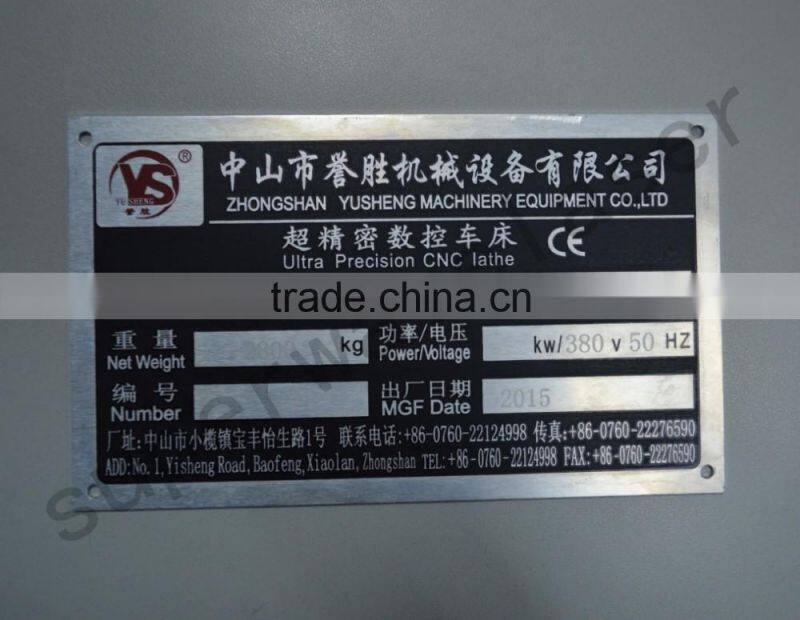 YS ®
YUSHENG
誉胜
中山市誉胜机械设备有限公司
ZHONGSHAN YUSHENG MACHINERY EQUIPMENT CO.,LTD
超精密数控车床 CE
Ultra Precision CNC lathe
trade.china.cn
重量 kg 功率/电压 kw/380 v 50 HZ
Net Weight Power/Voltage
编号 出厂日期 2015
Number MGF Date
厂址:中山市小榄镇宝丰怡生路1号 联系电话:+86-0760-22124998 传真:+86-0760-22276590
ADD:No.1,Yisheng Road,Baofeng,Xiaolan,Zhongshan TEL:+86-0760-22124998 FAX:+86-0760-22276590